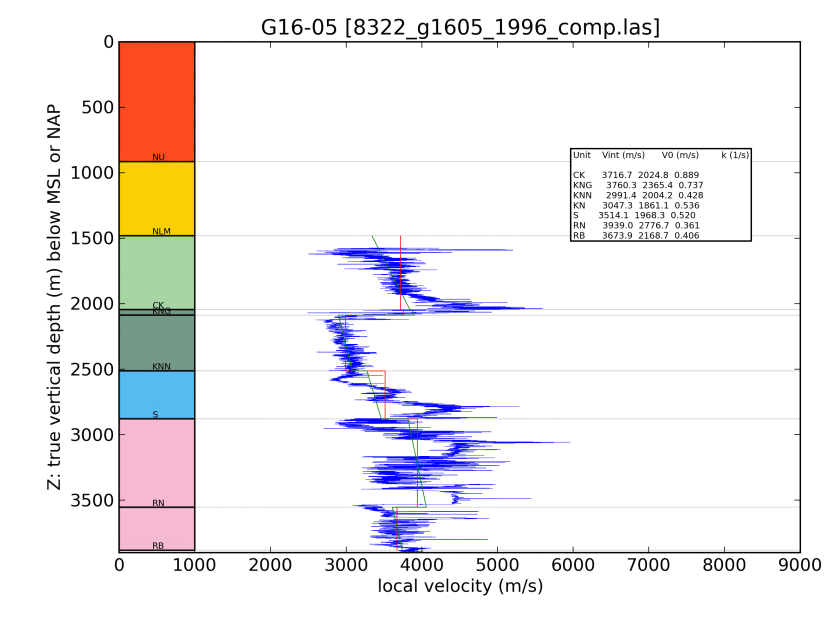 G16-05 [8322_g1605_1996_comp.las]
0
500
1000
1500
2000
2500
3000
3500
Z: true vertical depth (m) below MSL or NAP
NU
NLM
CK
KNG
KNN
S
RN
RB
Unit Vint (m/s) V0 (m/s) k (1/s)
CK 3716.7 2024.8 0.889
KNG 3760.3 2365.4 0.737
KNN 2991.4 2004.2 0.428
KN 3047.3 1861.1 0.536
S 3514.1 1968.3 0.520
RN 3939.0 2776.7 0.361
RB 3673.9 2168.7 0.406
0 1000 2000 3000 4000 5000 6000 7000 8000 9000
local velocity (m/s)